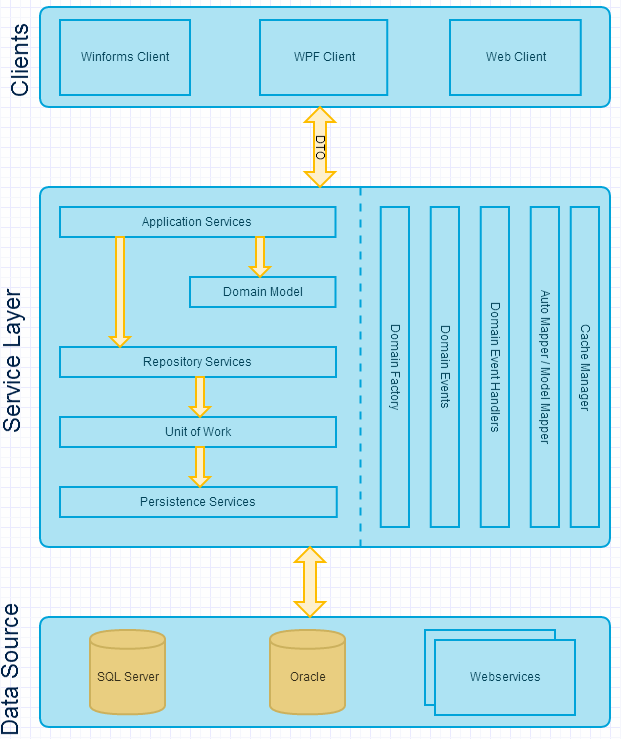 Clients
Winforms Client
WPF Client
Web Client
DTO
Service Layer
Application Services
Domain Model
Repository Services
Unit of Work
Persistence Services
Domain Factory
Domain Events
Domain Event Handlers
Auto Mapper / Model Mapper
Cache Manager
Data Source
SQL Server
Oracle
Webservices